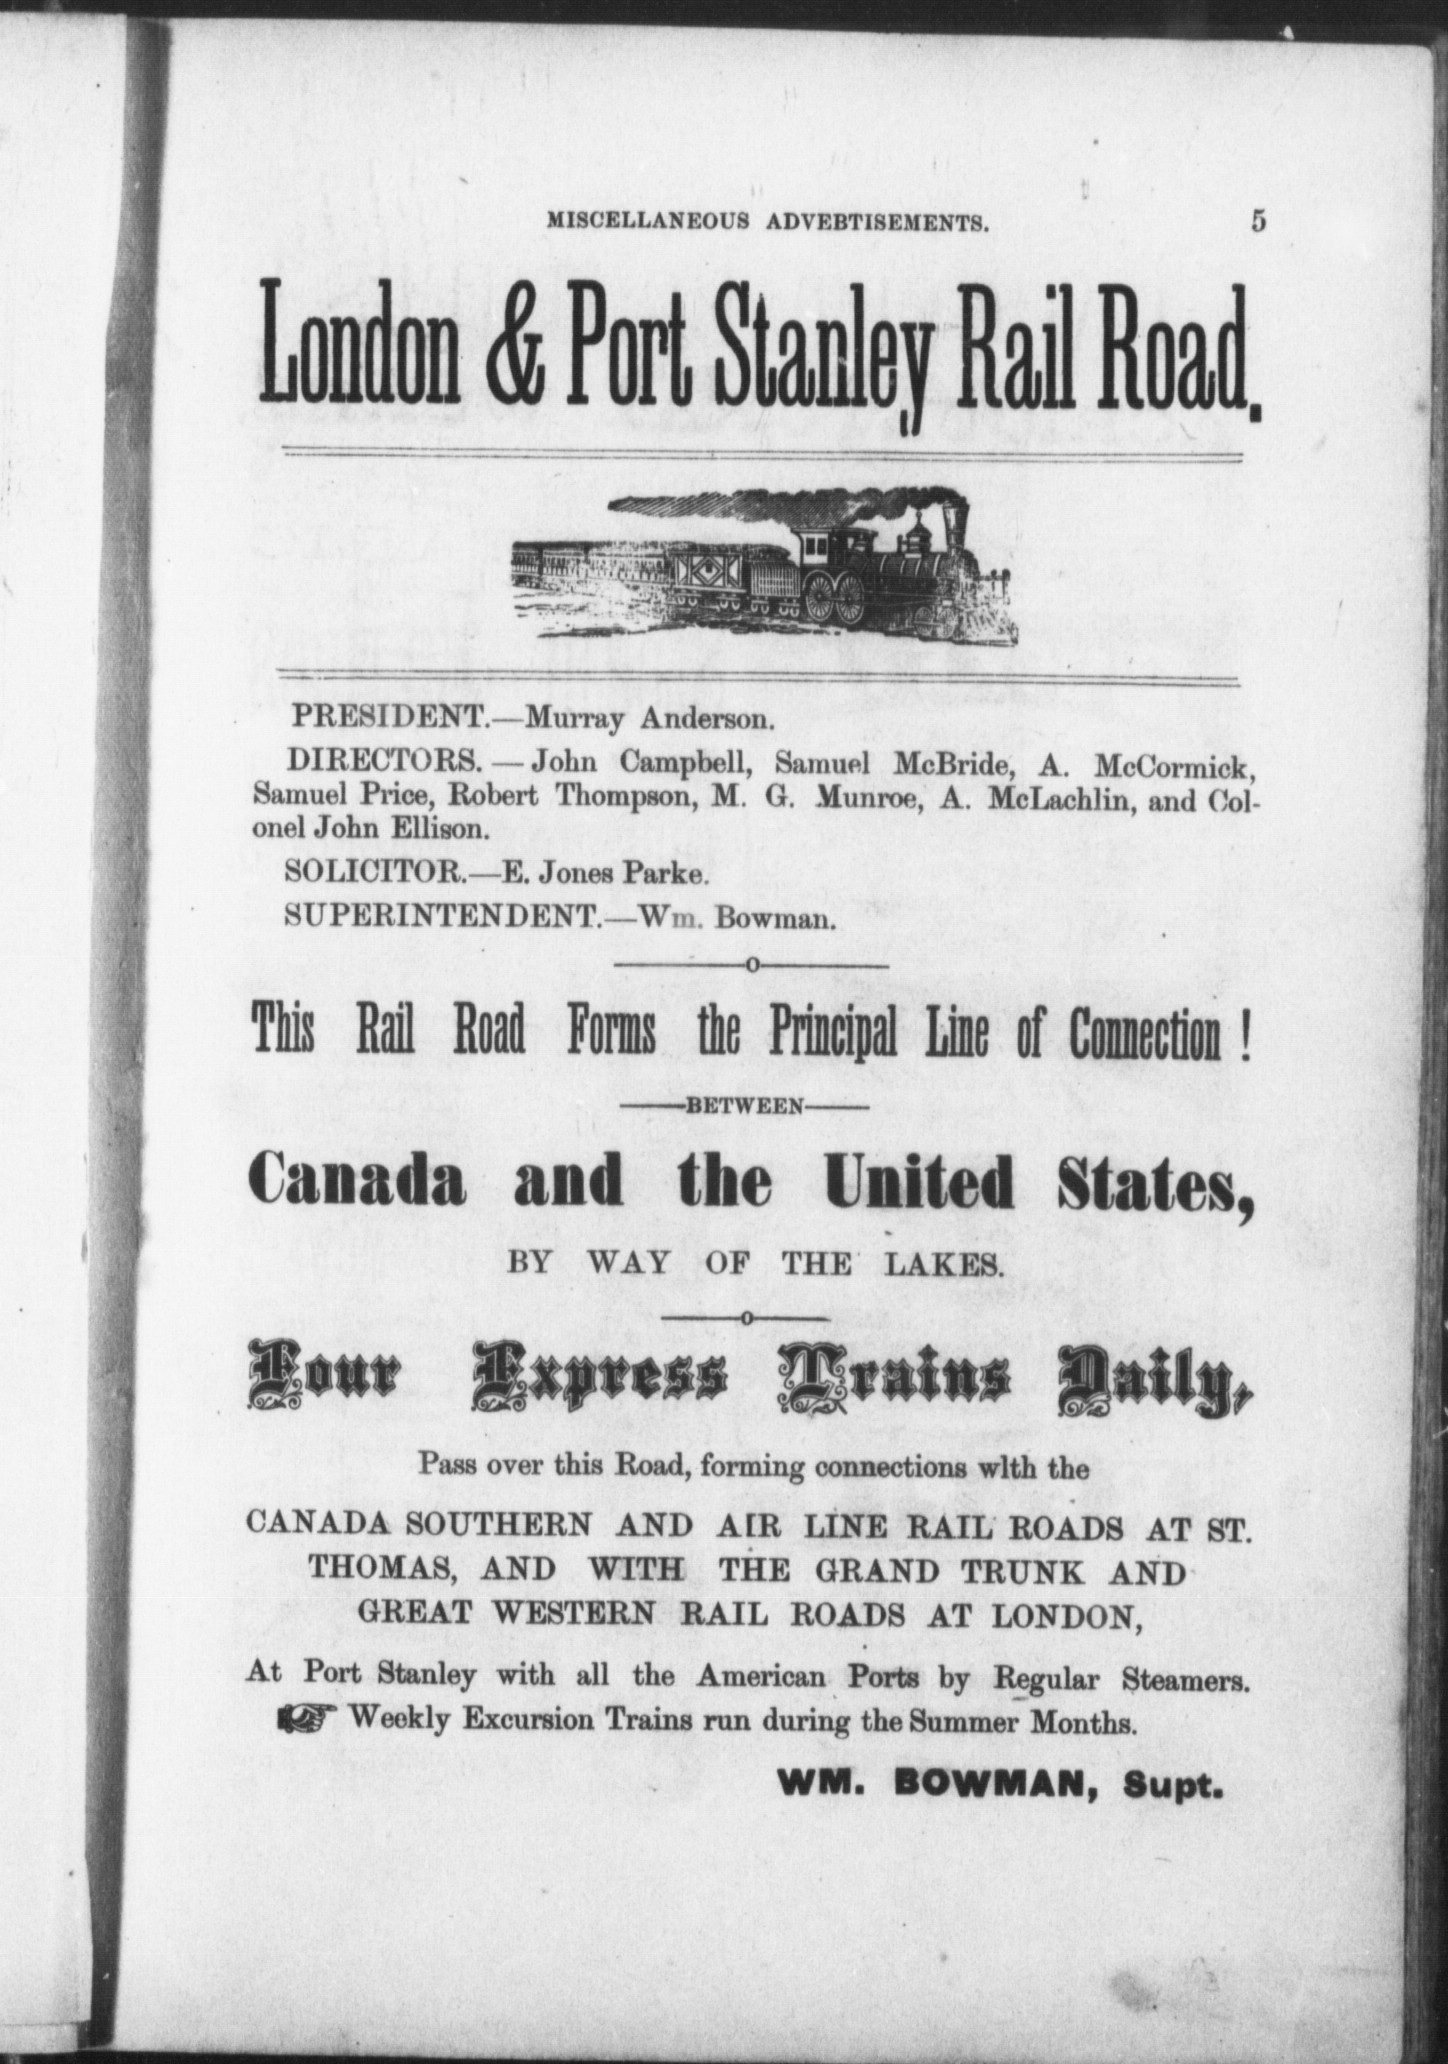 MISCELLANEOUS ADVEBTISEMENTS. 5
London & Port Stanley Rail Road.
PRESIDENT.—Murray Anderson.
DIRECTORS. — John Campbell, Samuel McBride, A. McCormick,
Samuel Price, Robert Thompson, M. G. Munroe, A. McLachlin, and Col-
onel John Ellison.
SOLICITOR.—E. Jones Parke.
SUPERINTENDENT.—Wm. Bowman.
This Rail Road Forms the Principal Line of Connection !
BETWEEN
Canada and the United States,
BY WAY OF THE LAKES.
Four Express Trains Daily,
Pass over this Road, forming connections wlth the
CANADA SOUTHERN AND AIR LINE RAIL ROADS AT ST.
THOMAS, AND WITH THE GRAND TRUNK AND
GREAT WESTERN RAIL ROADS AT LONDON,
At Port Stanley with all the American Ports by Regular Steamers.
☞ Weekly Excursion Trains run during the Summer Months.
WM. BOWMAN, Supt.